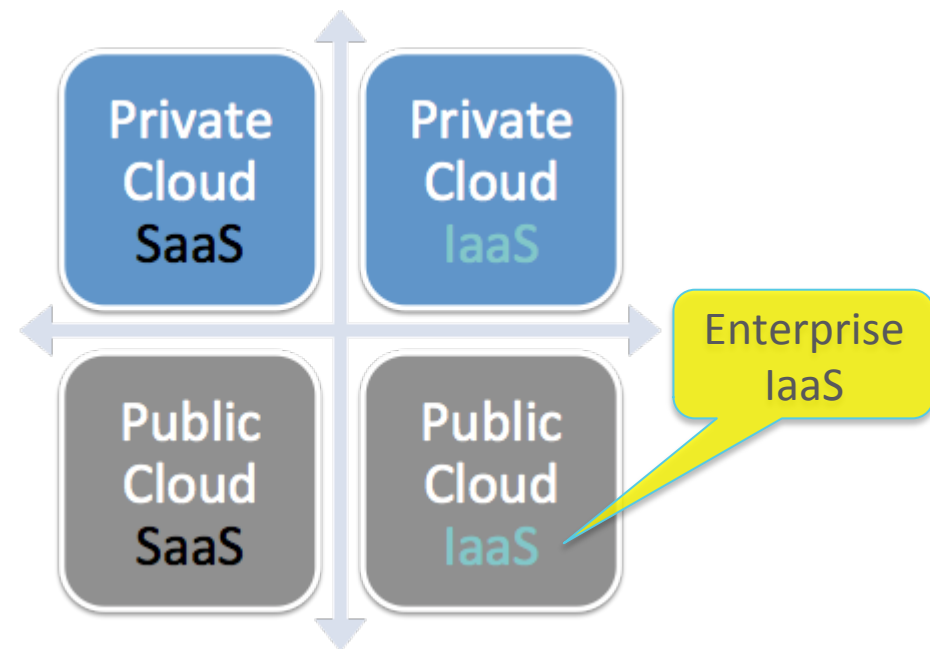 Private
Cloud
SaaS
Private
Cloud
IaaS
Enterprise
IaaS
Public
Cloud
SaaS
Public
Cloud
IaaS